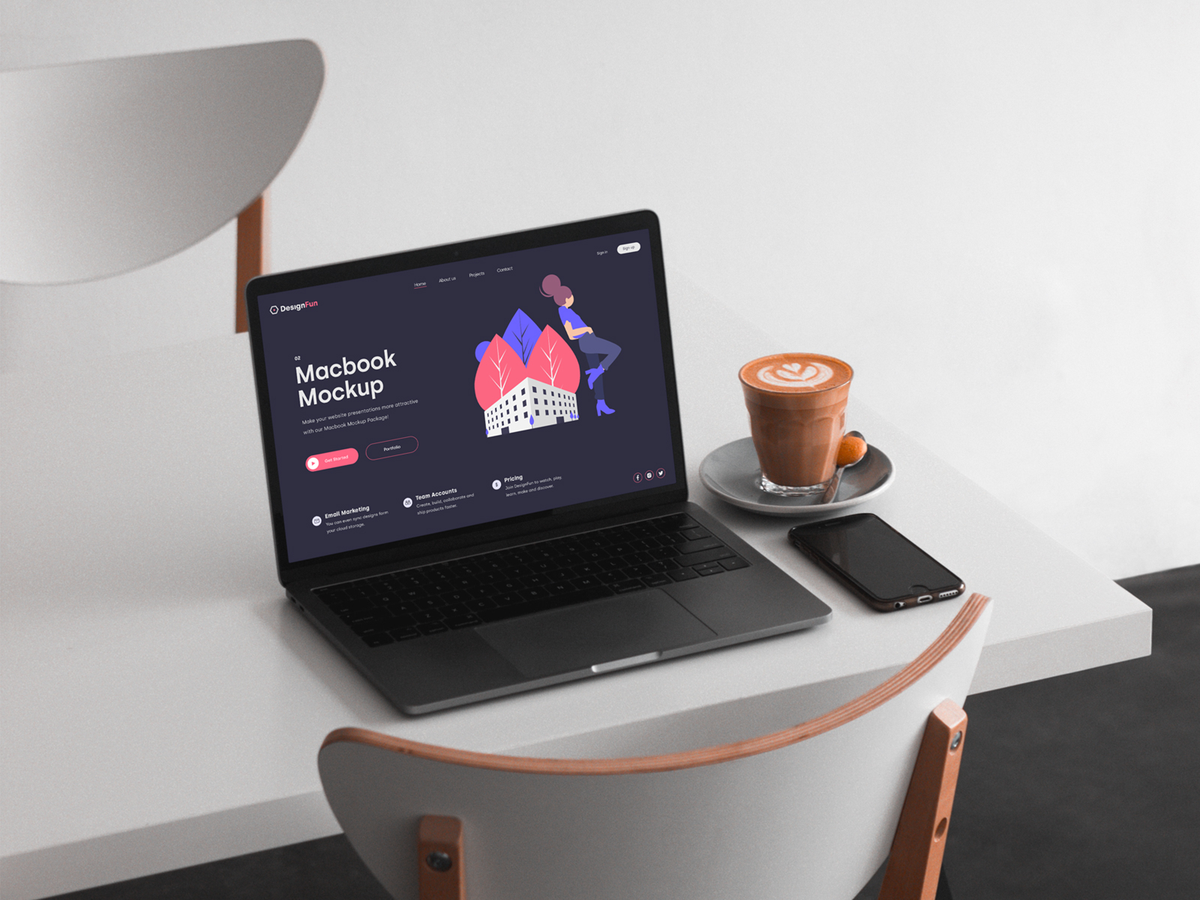 DesignFun
Home
About us
Projects
Contact
Sign in
Sign up
02
Macbook
Mockup
Make your website presentations more attractive
with our Macbook Mockup Package!
Get Started
Portfolio
Email Marketing
You can even sync designs from
your cloud storage.
Team Accounts
Create, build, collaborate and
ship products faster.
Pricing
Join DesignFun to watch, play,
learn, make and discover.